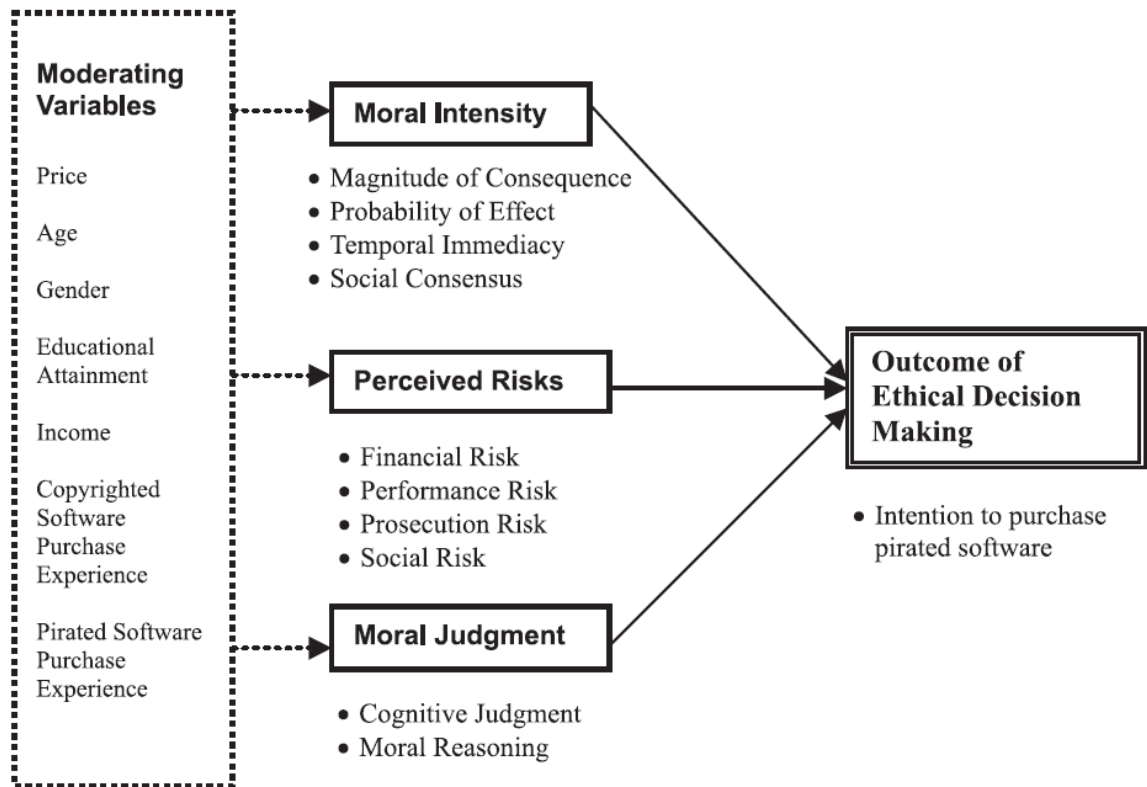 Moderating
Variables
Price
Age
Gender
Educational
Attainment
Income
Copyrighted
Software
Purchase
Experience
Pirated Software
Purchase
Experience
Moral Intensity
• Magnitude of Consequence
• Probability of Effect
• Temporal Immediacy
• Social Consensus
Perceived Risks
• Financial Risk
• Performance Risk
• Prosecution Risk
• Social Risk
Moral Judgment
• Cognitive Judgment
• Moral Reasoning
Outcome of
Ethical Decision
Making
• Intention to purchase
pirated software